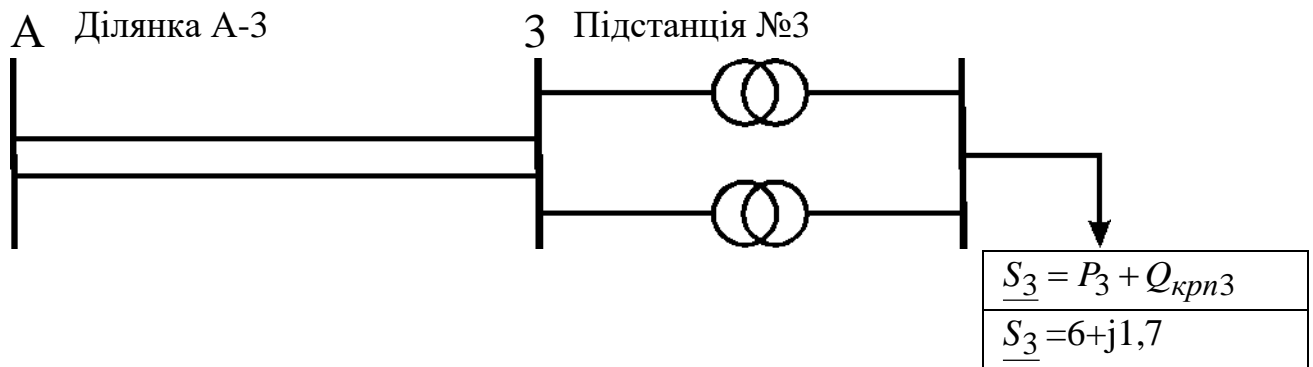 А Ділянка А-3 3 Підстанція №3
S3 = P3 + Qкрп3
S3 =6+j1,7